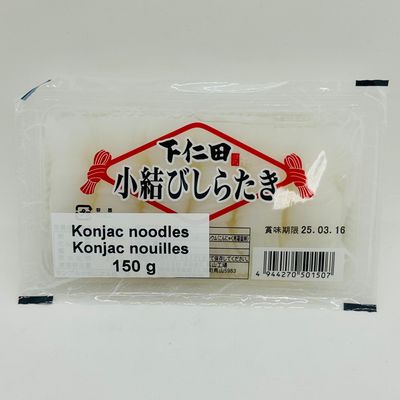 下仁田
小結びしらたき
Konjac noodles
Konjac nouilles
150 g
賞味期限 25.03.16
4 944270 501507